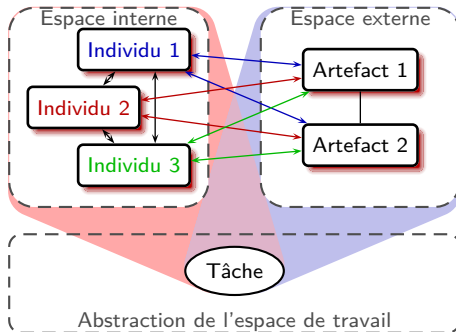 Espace interne
Espace externe
Individu 1
Artefact 1
Individu 2
Artefact 2
Individu 3
Tâche
Abstraction de l'espace de travail